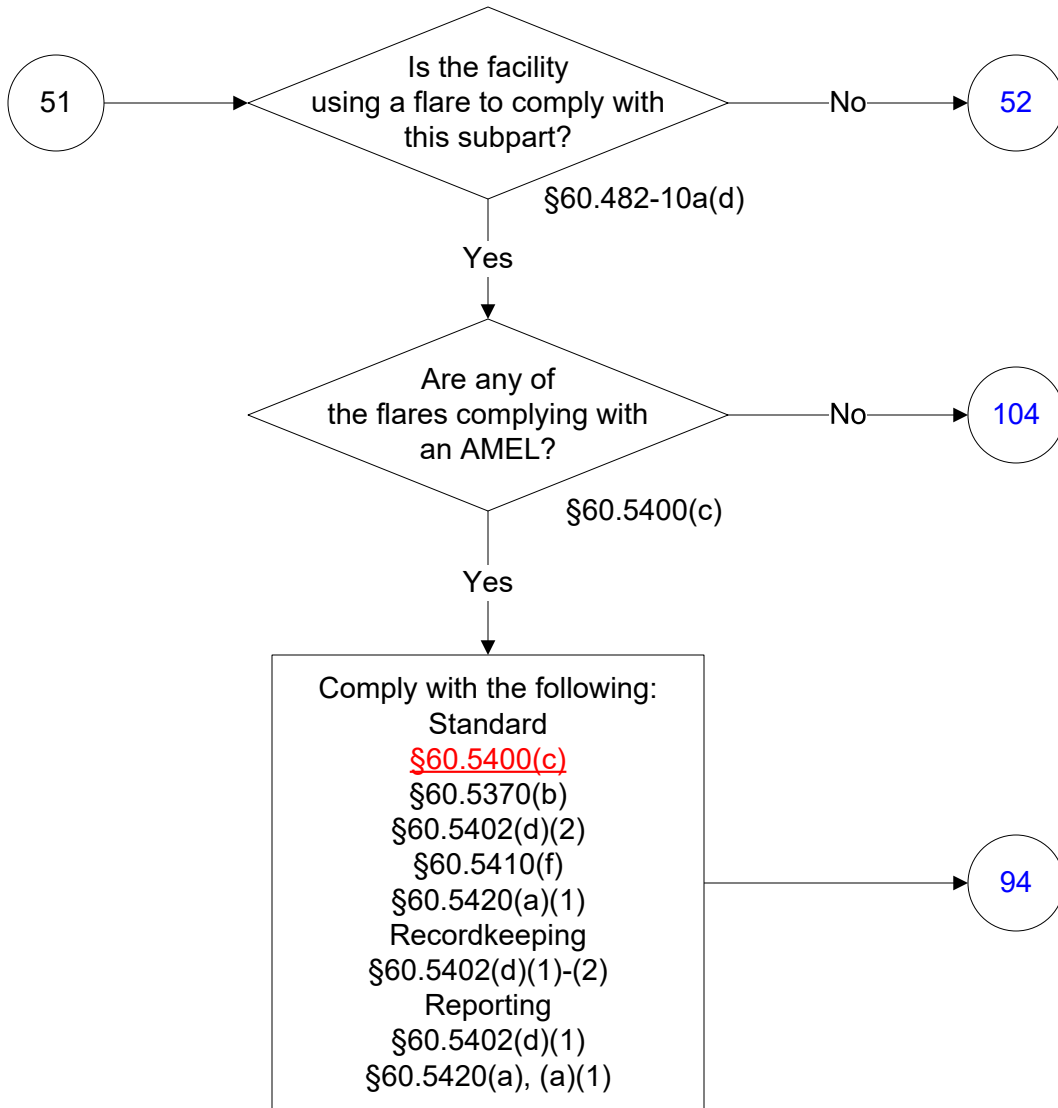 51
Is the facility
using a flare to comply with
this subpart?
No
52
§60.482-10a(d)
Yes
Are any of
the flares complying with
an AMEL?
No
104
§60.5400(c)
Yes
Comply with the following:
Standard
§60.5400(c)
§60.5370(b)
§60.5402(d)(2)
§60.5410(f)
§60.5420(a)(1)
Recordkeeping
§60.5402(d)(1)-(2)
Reporting
§60.5402(d)(1)
§60.5420(a), (a)(1)
94